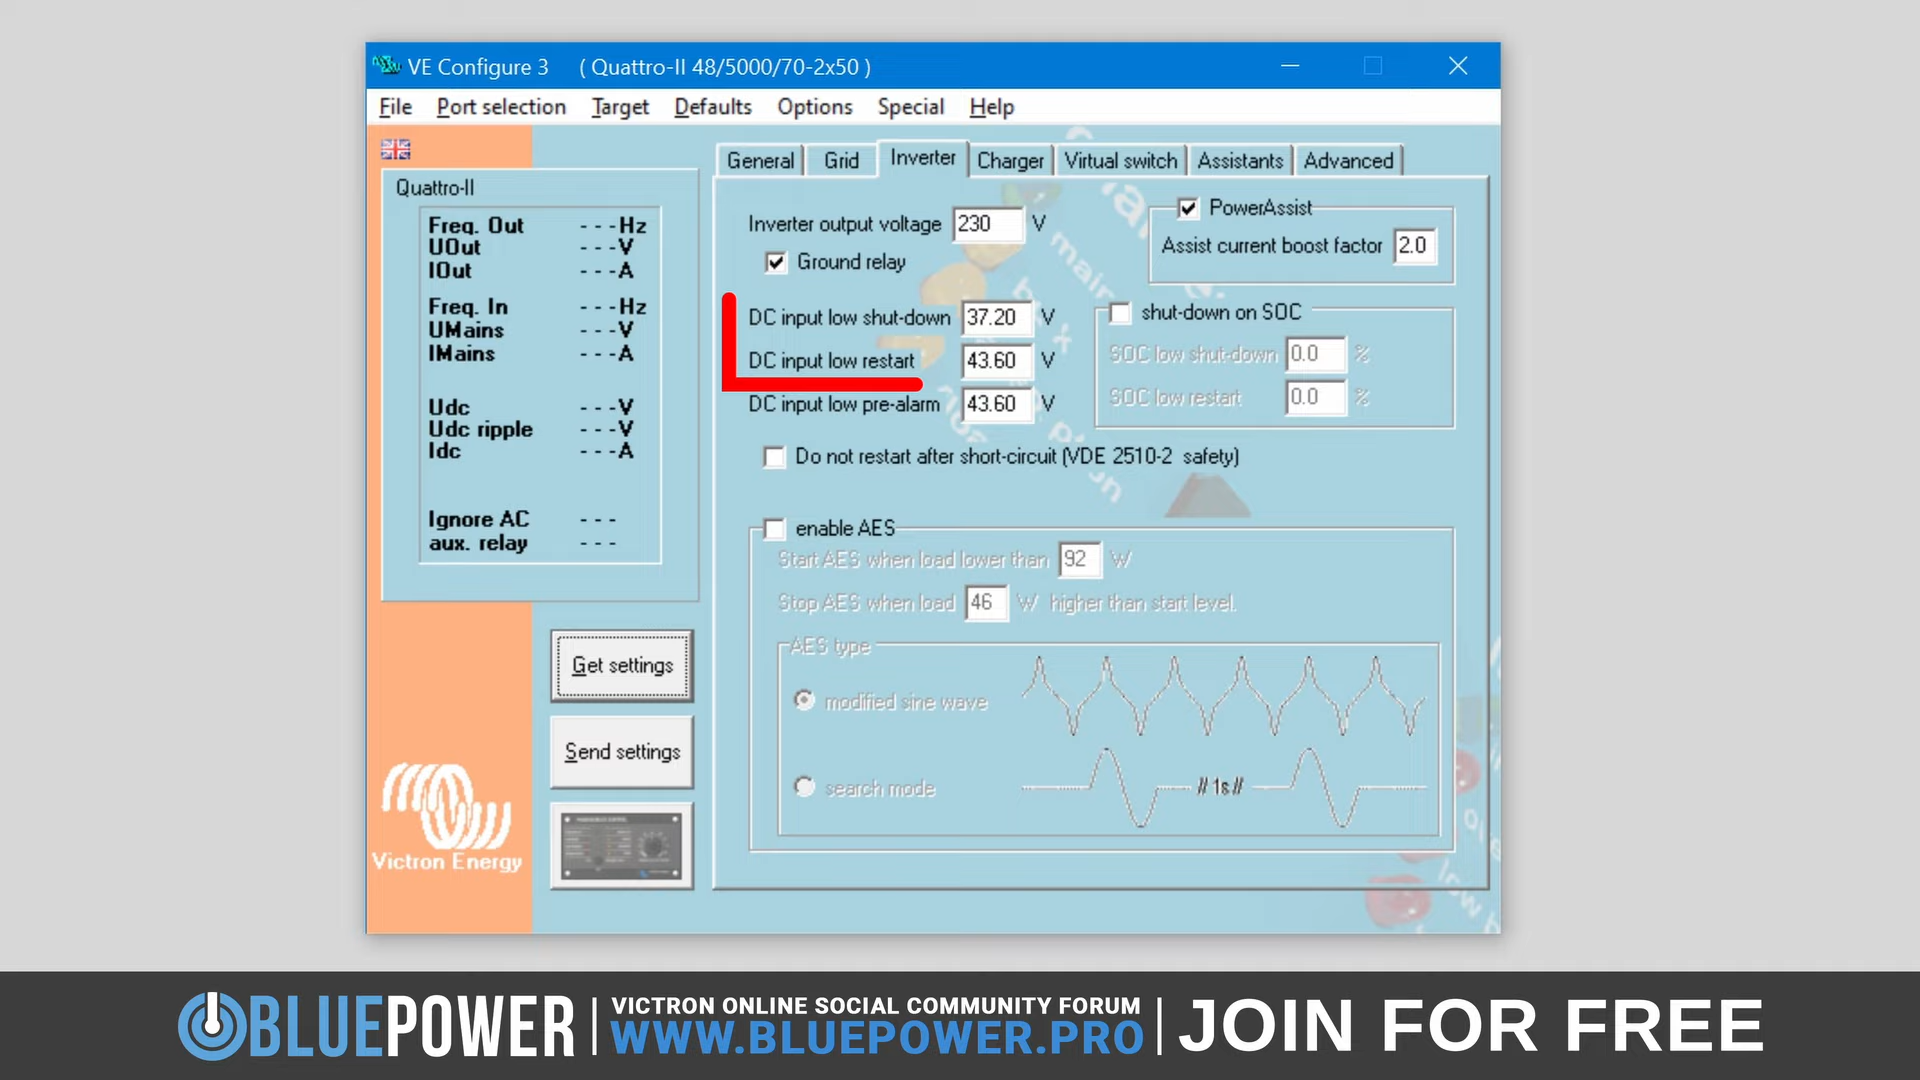 VE Configure 3 ( Quattro-II 48/5000/70-2x50 )
File Port selection Target Defaults Options Special Help
General Grid Inverter Charger Virtual switch Assistants Advanced
Quattro-II
Freq. Out ---Hz
UOut ---V
IOut ---A
Freq. In ---Hz
UMains ---V
IMains ---A
Udc ---V
Udc ripple ---V
Idc ---A
Ignore AC ---
aux. relay ---
Get settings
Send settings
Victron Energy
Inverter output voltage 230 V
Ground relay
PowerAssist
Assist current boost factor 2.0
DC input low shut-down 37.20 V
DC input low restart 43.60 V
DC input low pre-alarm 43.60 V
shut-down on SOC
SOC low shut-down 0.0 %
SOC low restart 0.0 %
Do not restart after short-circuit (VDE 2510-2 safety)
enable AES
Start AES when load lower than 92 W
Stop AES when load 46 W higher than start level.
AES type
modified sine wave
search mode
// 1s //
BLUEPOWER
VICTRON ONLINE SOCIAL COMMUNITY FORUM
WWW.BLUEPOWER.PRO
JOIN FOR FREE